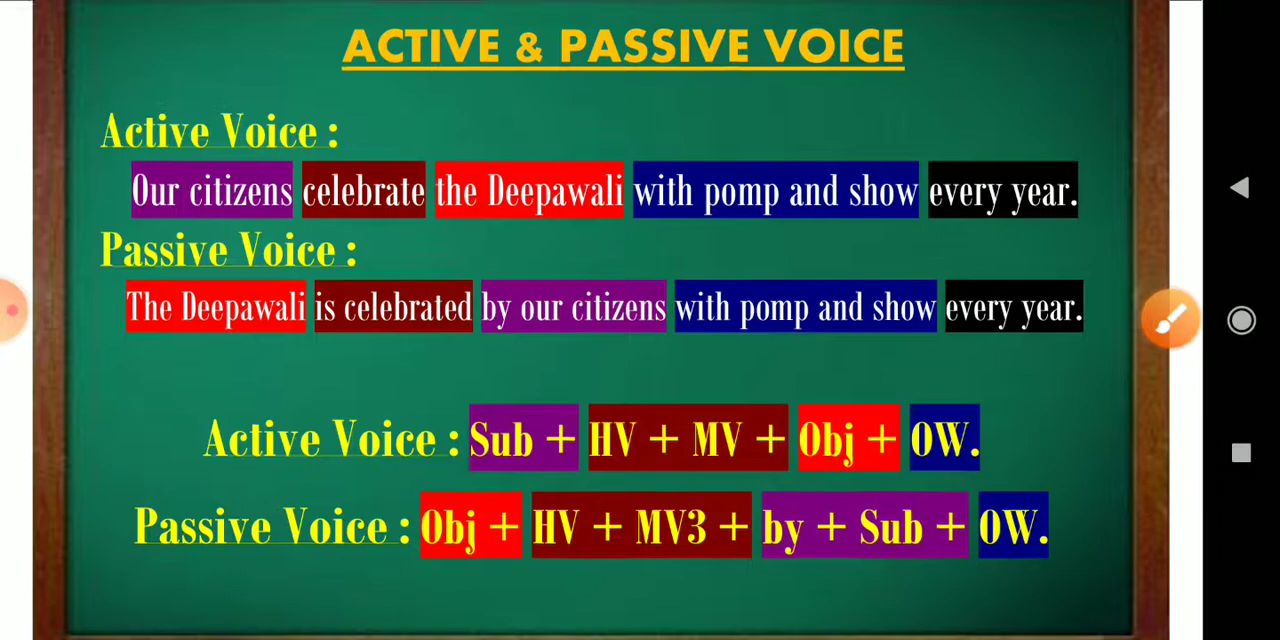 ACTIVE & PASSIVE VOICE
Active Voice :
Our citizens celebrate the Deepawali with pomp and show every year.
Passive Voice :
The Deepawali is celebrated by our citizens with pomp and show every year.
Active Voice : Sub + HV + MV + Obj + OW.
Passive Voice : Obj + HV + MV3 + by + Sub + OW.